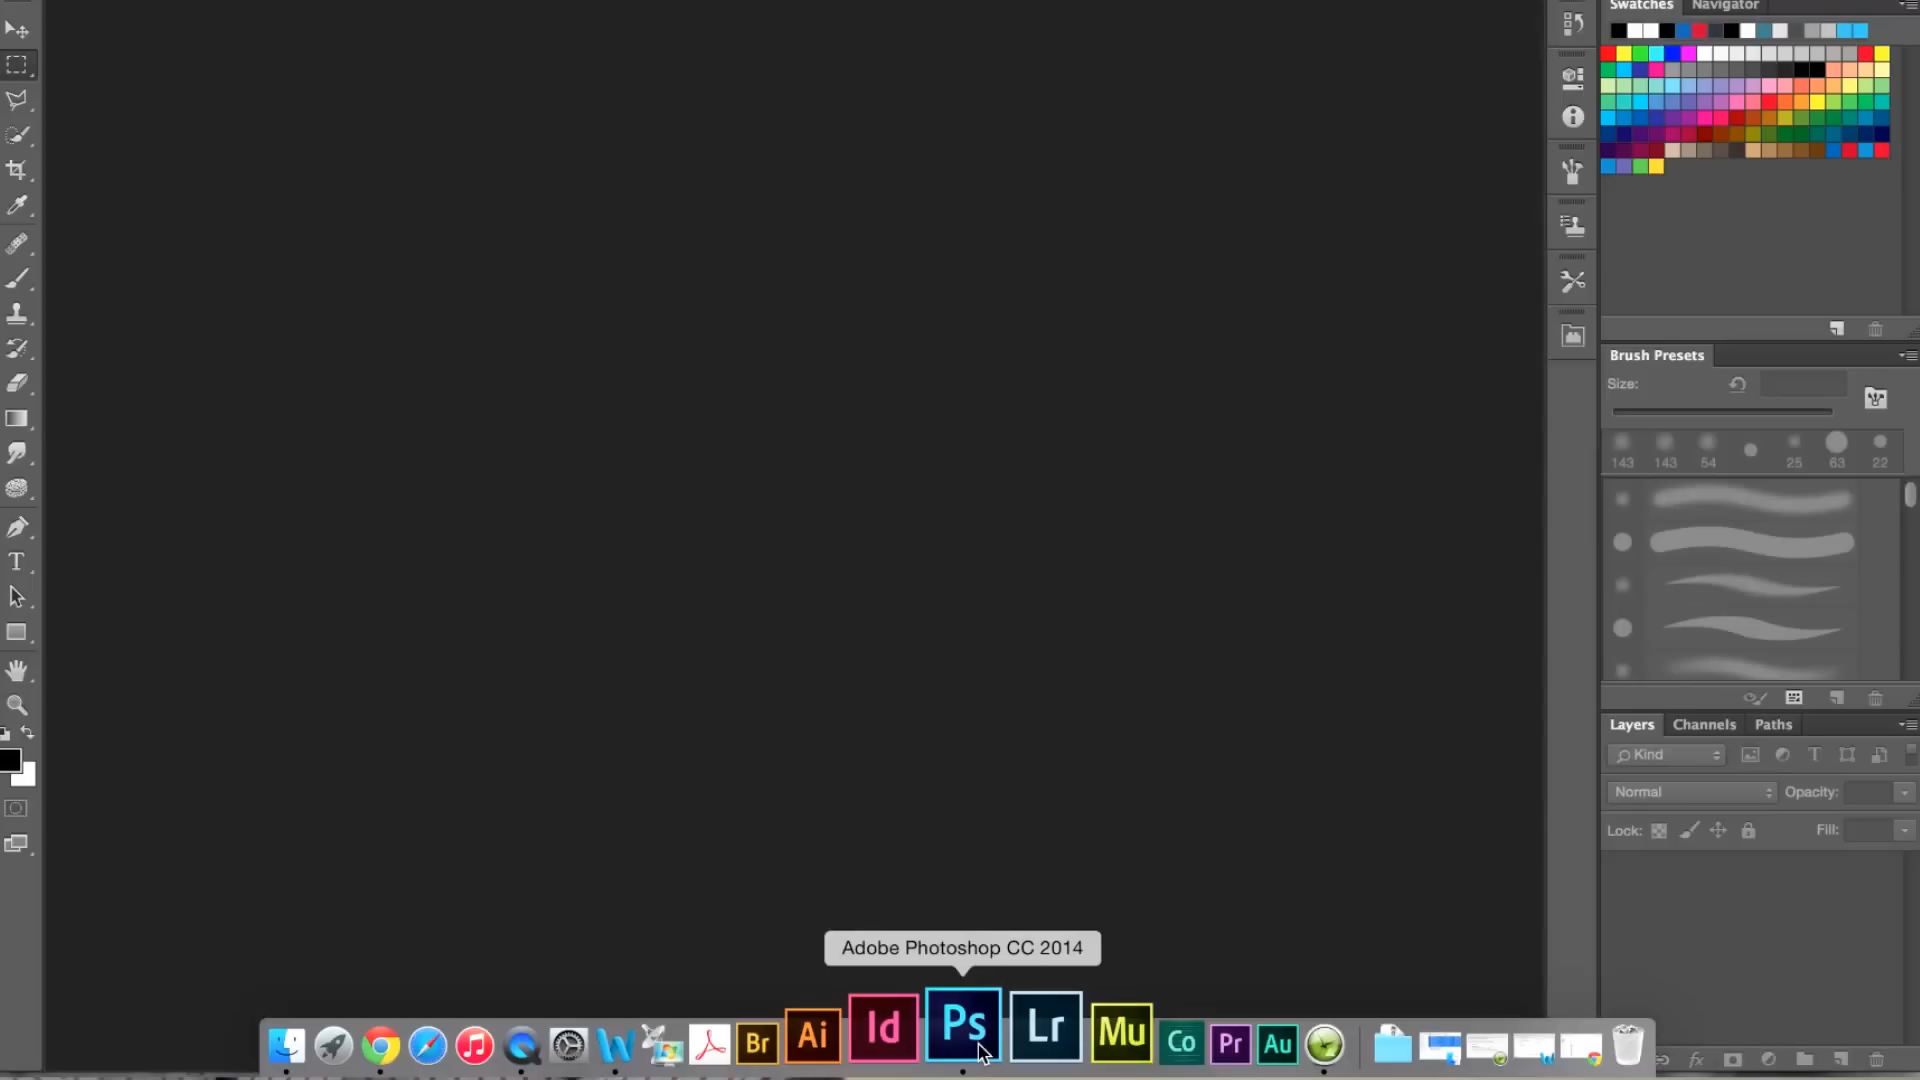 Swatches Navigator
Brush Presets
Size:
143 143 54 25 63 22
T
Layers Channels Paths
Kind T
Normal Opacity:
Lock: Fill:
Adobe Photoshop CC 2014
W Br Ai Id Ps Lr Mu Co Pr Au
fx